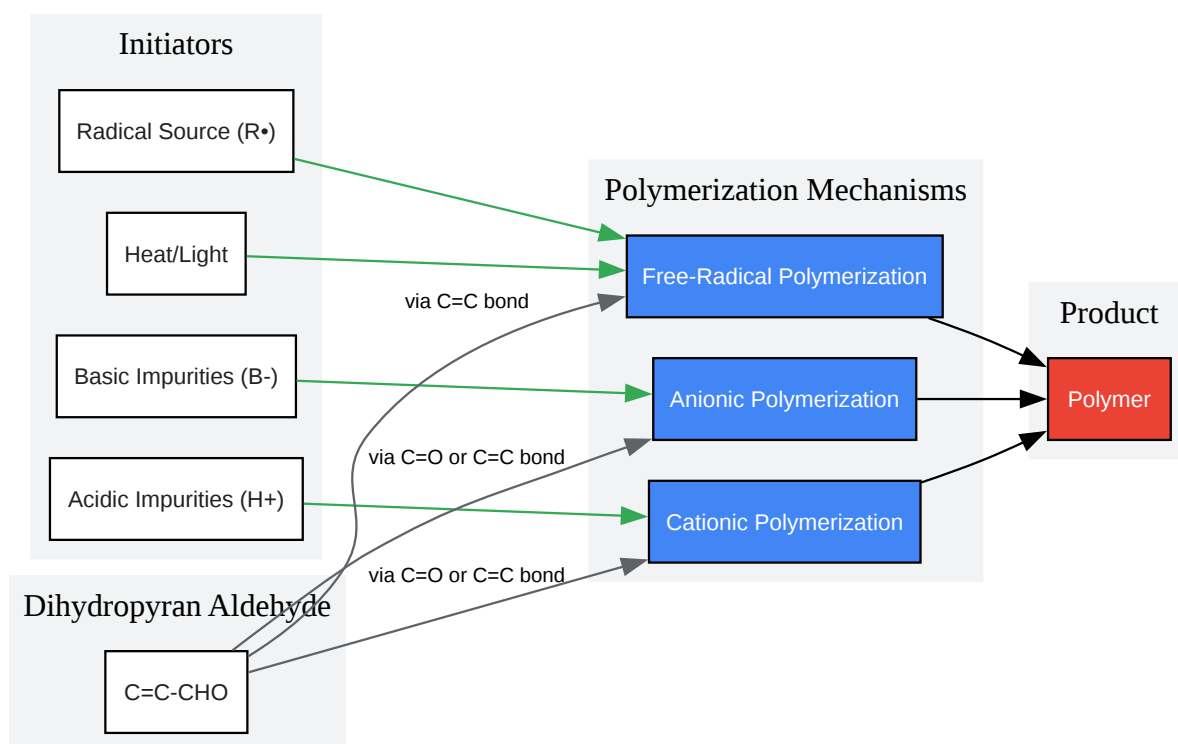 Initiators
Radical Source (R•)
Heat/Light
Basic Impurities (B-)
Acidic Impurities (H+)
Dihydropyran Aldehyde
C=C-CHO
via C=C bond
via C=O or C=C bond
via C=O or C=C bond
Polymerization Mechanisms
Free-Radical Polymerization
Anionic Polymerization
Cationic Polymerization
Product
Polymer